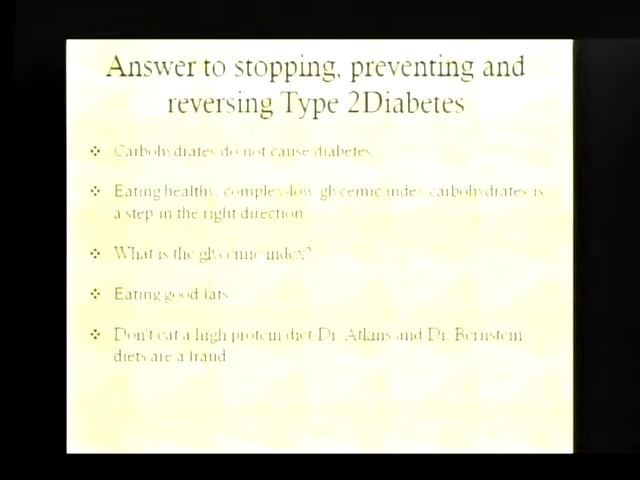 Answer to stopping, preventing and
reversing Type 2Diabetes
Carbohydrates do not cause diabetes
Eating healthy, complex-low glycemic index carbohydrates is
a step in the right direction
What is the glycemic index?
Eating good fats
Don't eat a high protein diet-Dr. Atkins and Dr. Bernstein
diets are a fraud